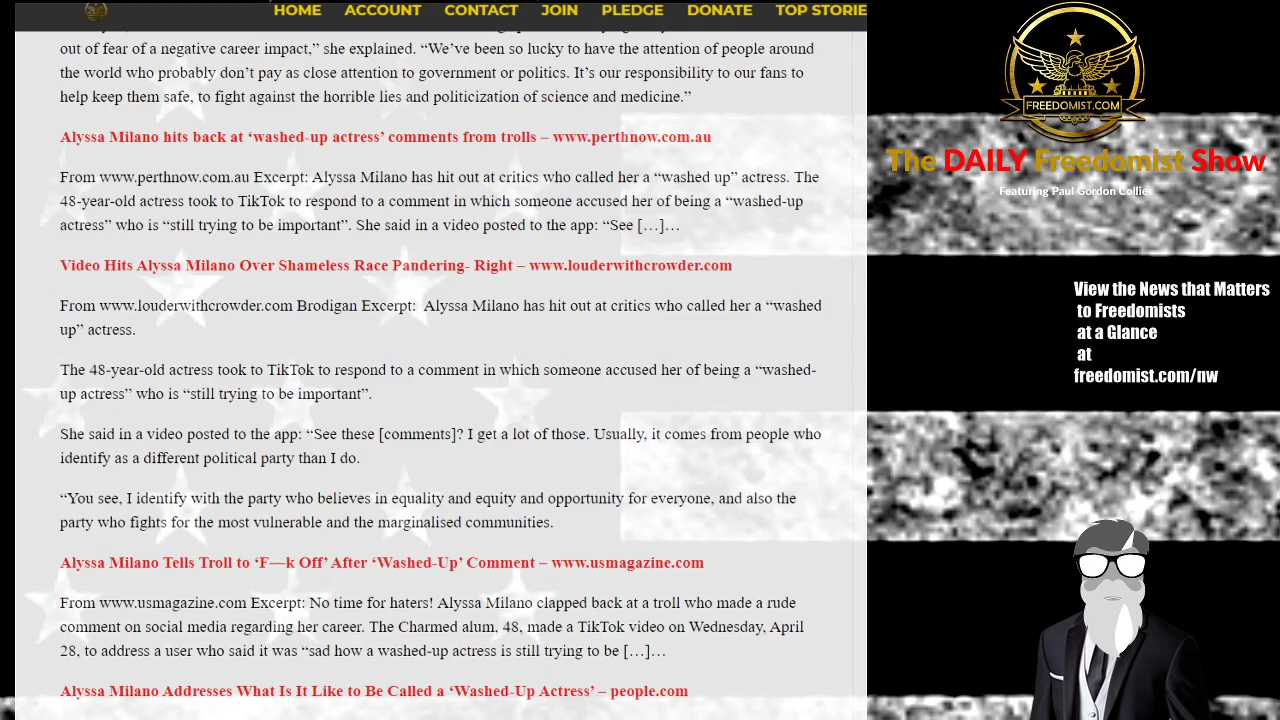 HOME ACCOUNT CONTACT JOIN PLEDGE DONATE TOP STORIE
out of fear of a negative career impact,” she explained. “We’ve been so lucky to have the attention of people around
the world who probably don’t pay as close attention to government or politics. It’s our responsibility to our fans to
help keep them safe, to fight against the horrible lies and politicization of science and medicine.”
Alyssa Milano hits back at ‘washed-up actress’ comments from trolls – www.perthnow.com.au
From www.perthnow.com.au Excerpt: Alyssa Milano has hit out at critics who called her a “washed up” actress. The
48-year-old actress took to TikTok to respond to a comment in which someone accused her of being a “washed-up
actress” who is “still trying to be important”. She said in a video posted to the app: “See […]…
Video Hits Alyssa Milano Over Shameless Race Pandering- Right – www.louderwithcrowder.com
From www.louderwithcrowder.com Brodigan Excerpt:  Alyssa Milano has hit out at critics who called her a “washed
up” actress.
The 48-year-old actress took to TikTok to respond to a comment in which someone accused her of being a “washed-
up actress” who is “still trying to be important”.
She said in a video posted to the app: “See these [comments]? I get a lot of those. Usually, it comes from people who
identify as a different political party than I do.
“You see, I identify with the party who believes in equality and equity and opportunity for everyone, and also the
party who fights for the most vulnerable and the marginalised communities.
Alyssa Milano Tells Troll to ‘F—k Off’ After ‘Washed-Up’ Comment – www.usmagazine.com
From www.usmagazine.com Excerpt: No time for haters! Alyssa Milano clapped back at a troll who made a rude
comment on social media regarding her career. The Charmed alum, 48, made a TikTok video on Wednesday, April
28, to address a user who said it was “sad how a washed-up actress is still trying to be […]…
Alyssa Milano Addresses What Is It Like to Be Called a ‘Washed-Up Actress’ – people.com
FREEDOMIST.COM
The DAILY Freedomist Show
Featuring Paul Gordon Collier
View the News that Matters
to Freedomists
at a Glance
at
freedomist.com/nw